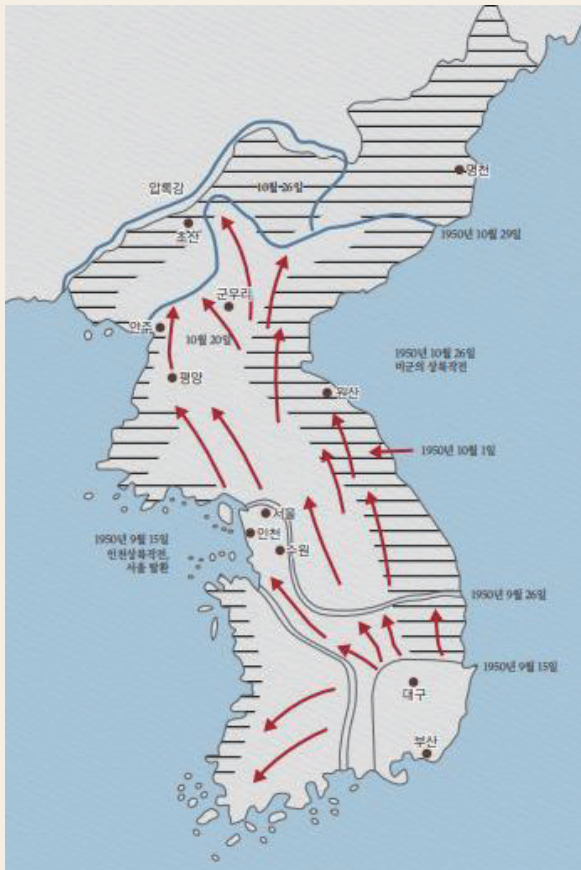 명천
압록강
10월 26일
초산
1950년 10월 29일
군우리
안주
10월 20일
1950년 10월 26일
미군의 상륙작전
평양
원산
1950년 10월 1일
서울
1950년 9월 15일
인천상륙작전,
서울 탈환
인천
수원
1950년 9월 26일
1950년 9월 15일
대구
부산